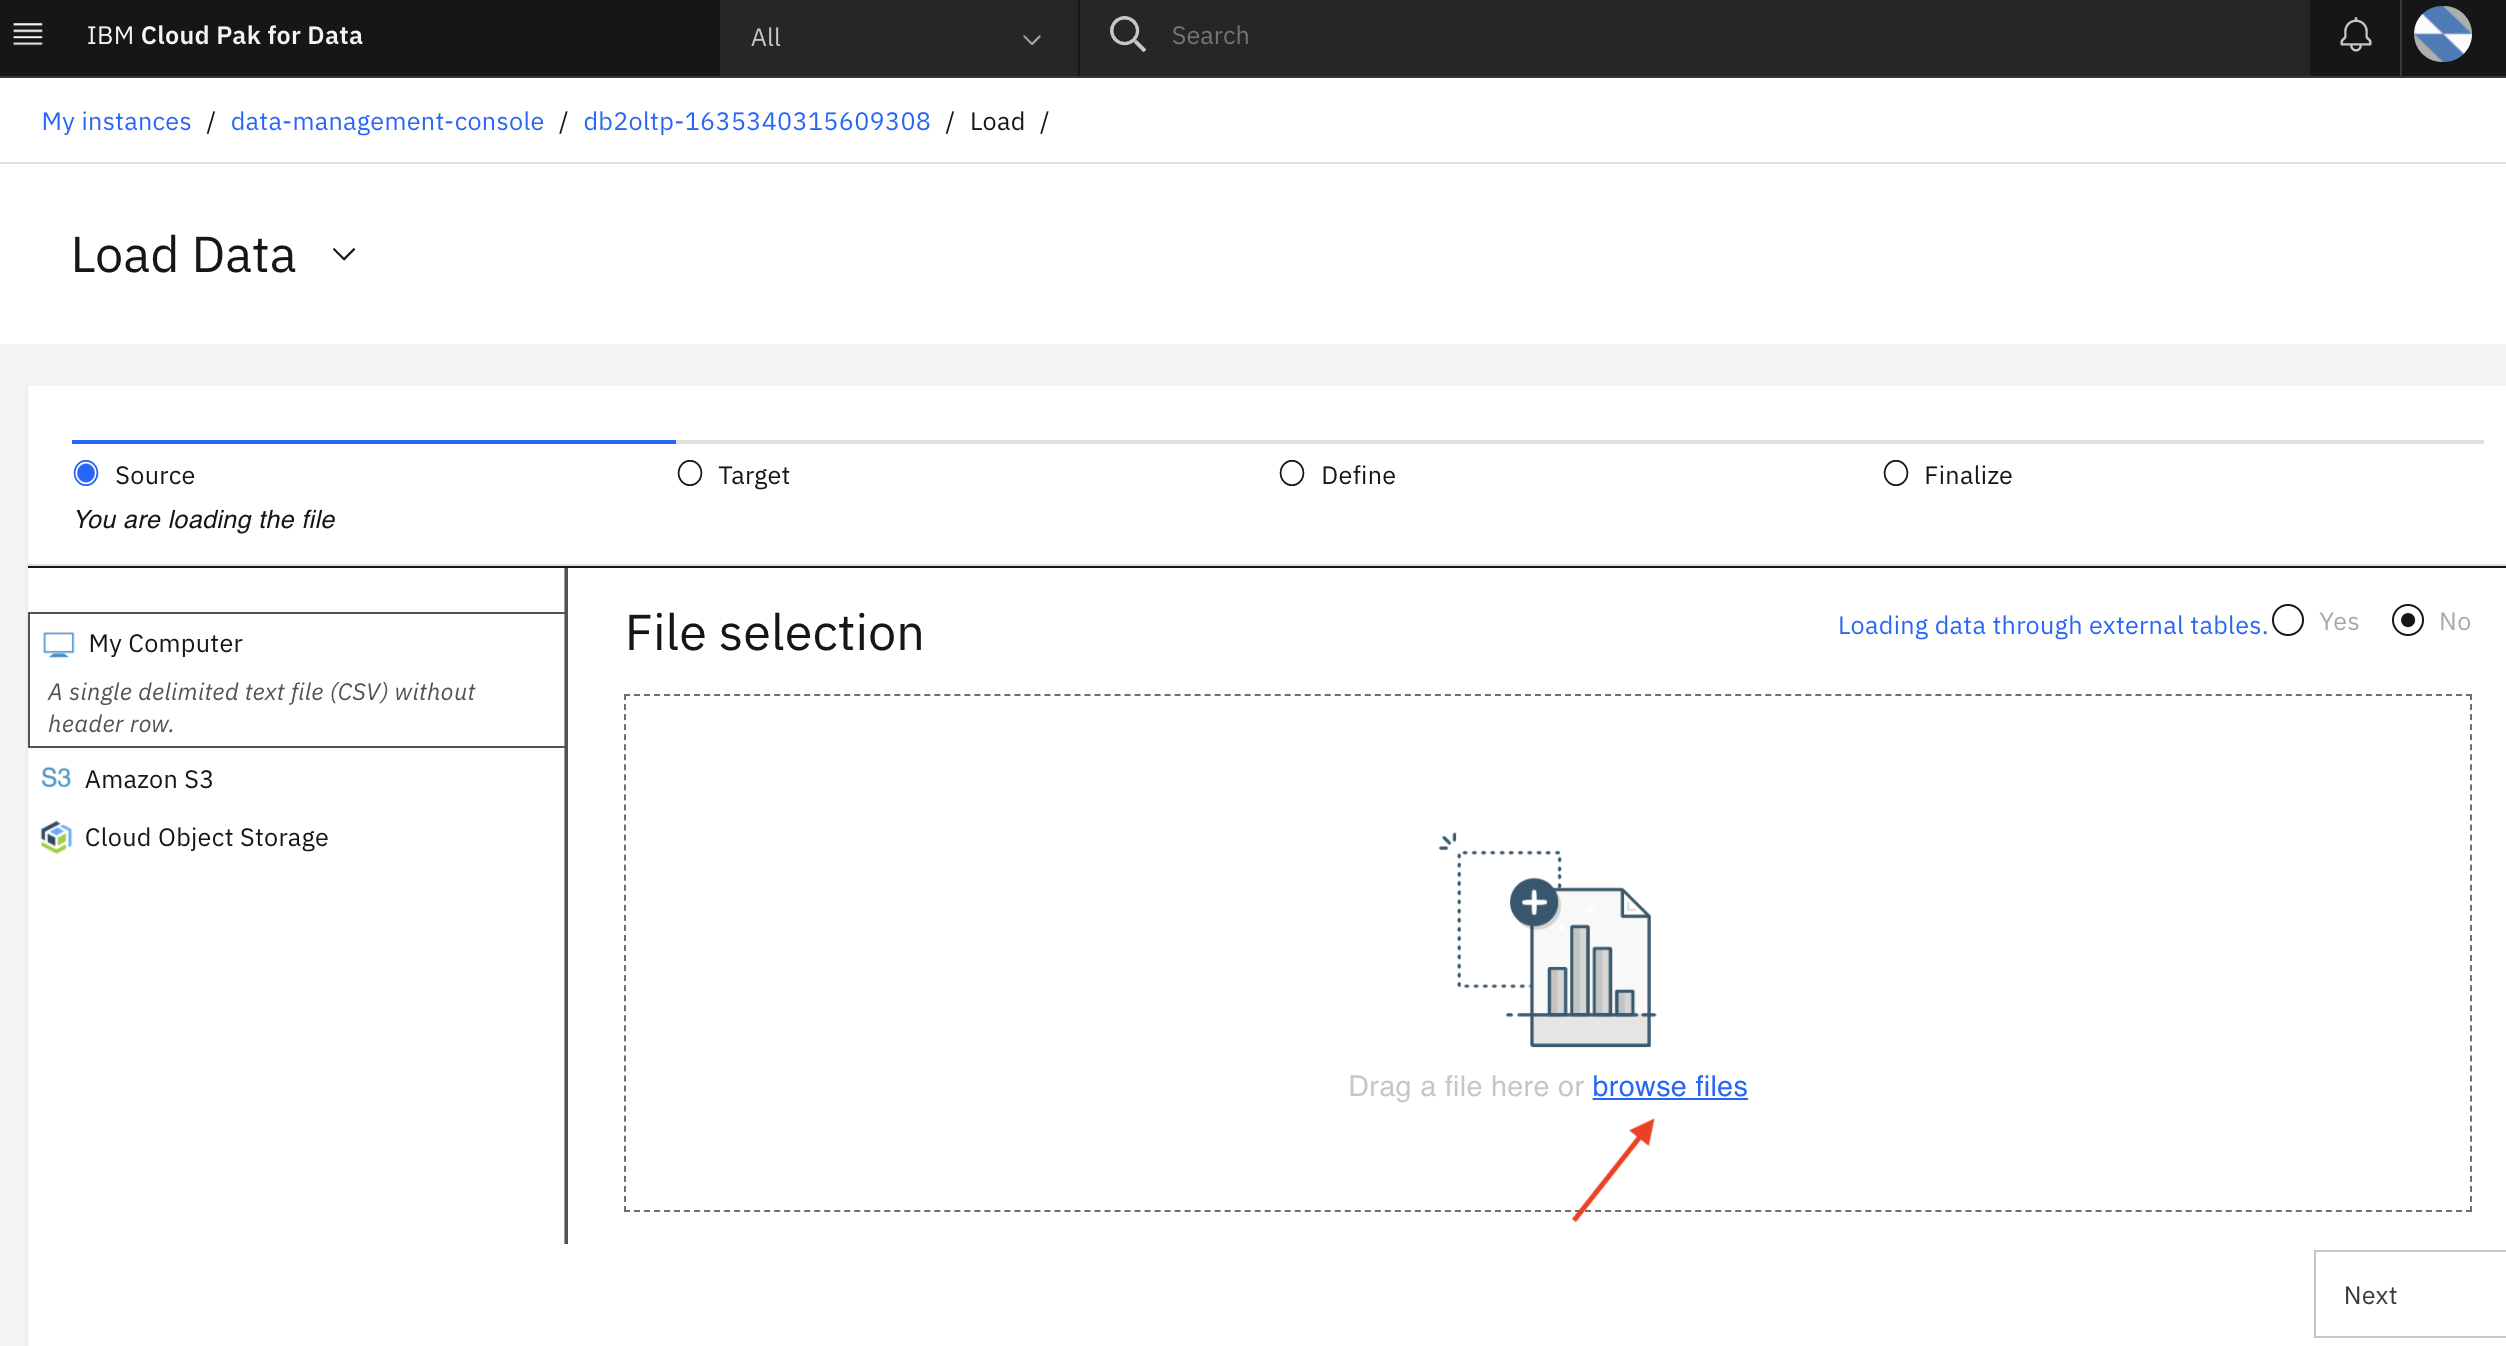 IBM Cloud Pak for Data
All
Search
My instances / data-management-console / db2oltp-1635340315609308 / Load /
Load Data
Source
Target
Define
Finalize
You are loading the file
My Computer
A single delimited text file (CSV) without
header row.
S3 Amazon S3
Cloud Object Storage
File selection
Loading data through external tables. Yes No
Drag a file here or browse files
Next